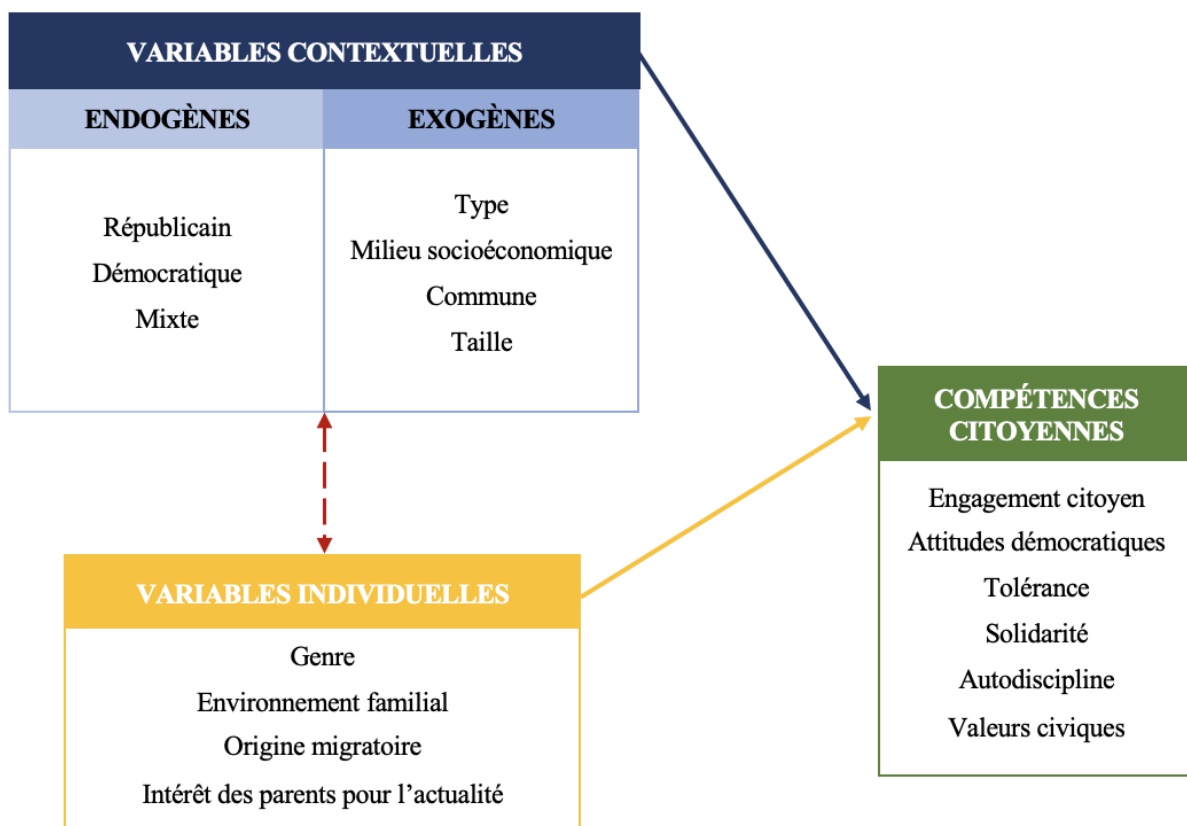 VARIABLES CONTEXTUELLES
ENDOGÈNES
Républicain
Démocratique
Mixte
EXOGÈNES
Type
Milieu socioéconomique
Commune
Taille
VARIABLES INDIVIDUELLES
Genre
Environnement familial
Origine migratoire
Intérêt des parents pour l’actualité
COMPÉTENCES
CITOYENNES
Engagement citoyen
Attitudes démocratiques
Tolérance
Solidarité
Autodiscipline
Valeurs civiques